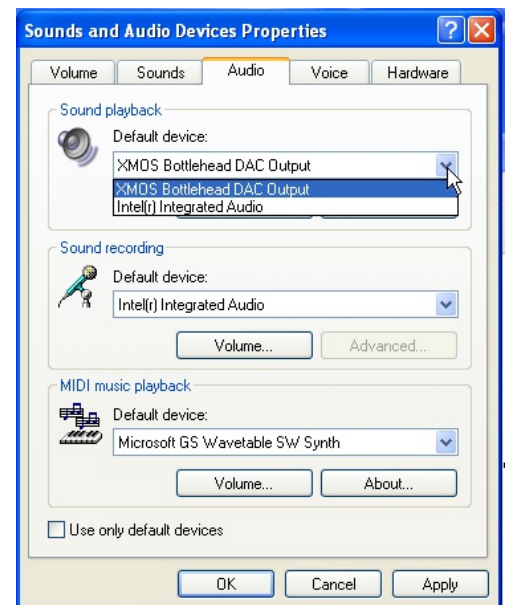 Sounds and Audio Devices Properties
Volume Sounds Audio Voice Hardware
Sound playback
Default device:
XMOS Bottlehead DAC Output
XMOS Bottlehead DAC Output
Intel(r) Integrated Audio
Sound recording
Default device:
Intel(r) Integrated Audio
Volume... Advanced...
MIDI music playback
Default device:
Microsoft GS Wavetable SW Synth
Volume... About...
Use only default devices
OK Cancel Apply